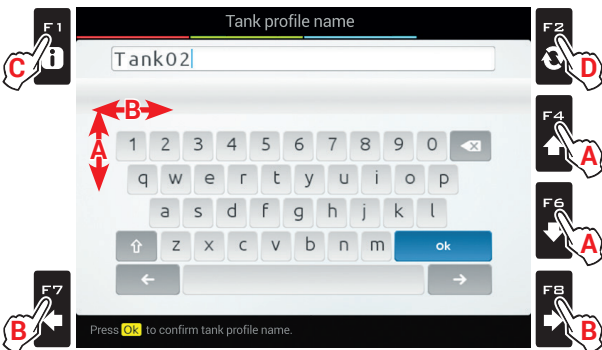 Tank profile name
F1
i
C
F2
D
Tank02
B
A
F4
A
1 2 3 4 5 6 7 8 9 0
q w e r t y u i o p
a s d f g h j k l
z x c v b n m ok
F6
A
F7
B
F8
B
Press Ok to confirm tank profile name.